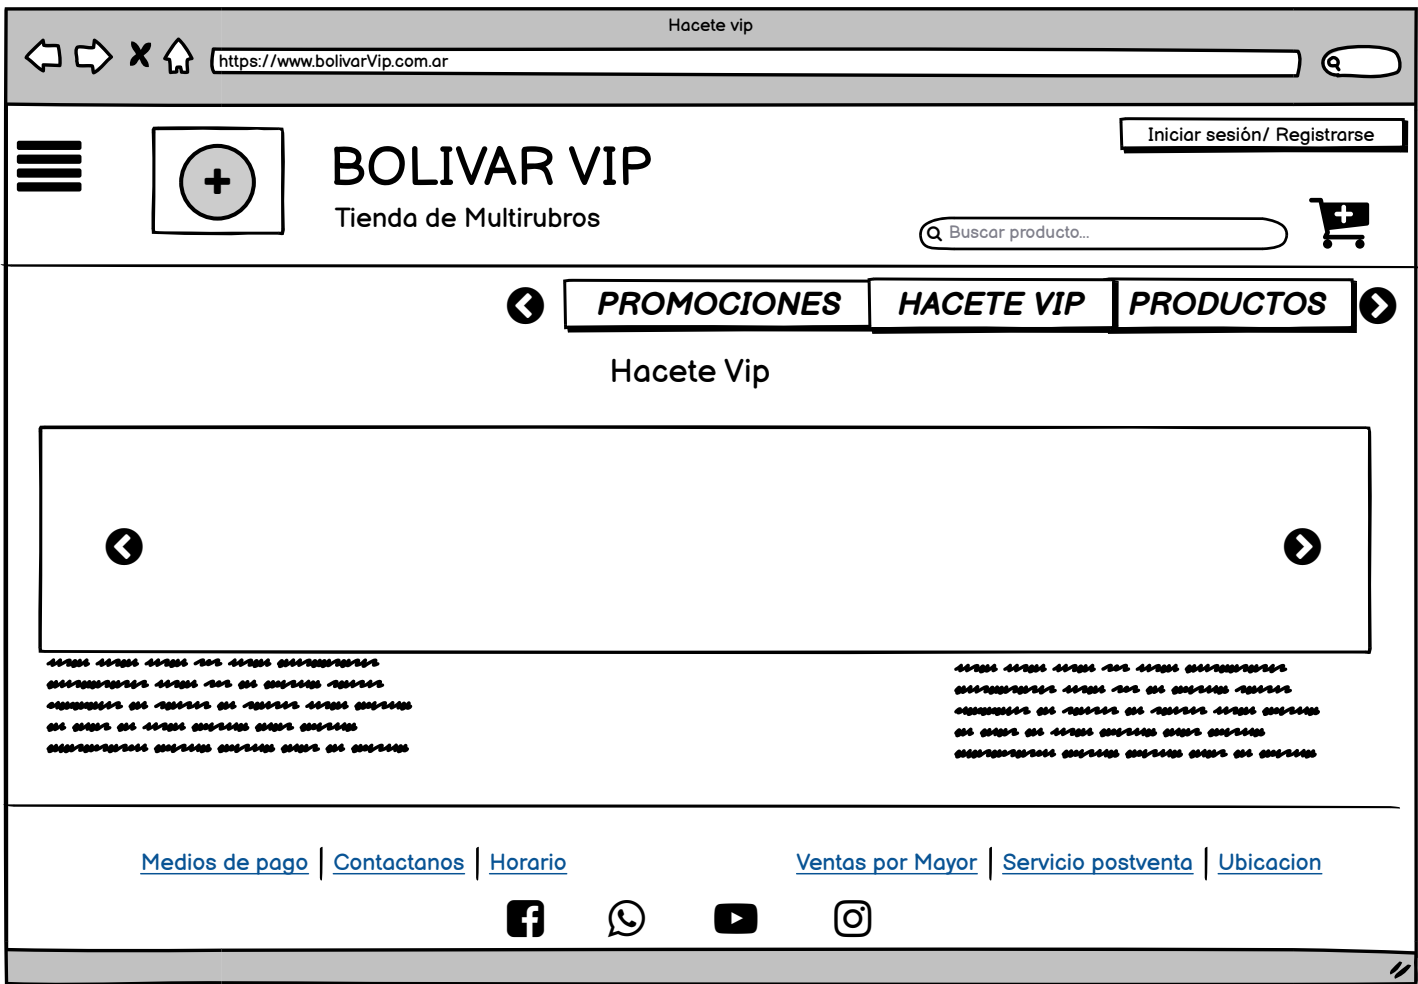 Hacete vip
https://www.bolivarVip.com.ar
Iniciar sesión/ Registrarse
BOLIVAR VIP
Tienda de Multirubros
Buscar producto...
PROMOCIONES
HACETE VIP
PRODUCTOS
Hacete Vip
Medios de pago
Contactanos
Horario
Ventas por Mayor
Servicio postventa
Ubicacion